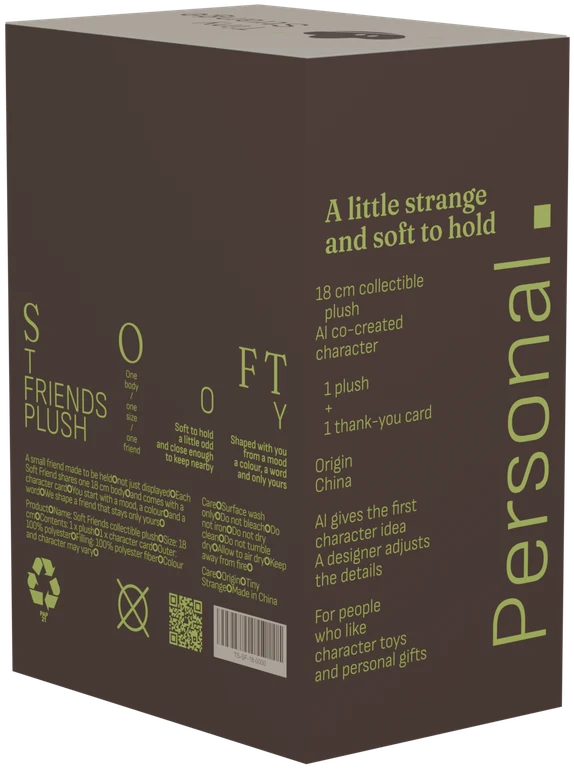 S
O
FT
T
O
Y
FRIENDS
PLUSH
One
body
/
one
size
/
one
friend
Soft to hold
a little odd
and close enough
to keep nearby
Shaped with you
from a mood
a colour, a word
and only yours
A small friend made to be held not just displayed Each
Soft Friend shares one 18 cm body and comes with a
character card You start with a mood, a colour and a
word We shape a friend that stays only yours
Product Name: Soft Friends collectible plush Size: 18
cm Contents: 1 plush 1 x character card Outer:
100% polyester Filling: 100% polyester fiber Colour
and character may vary
Care Surface wash
only Do not bleach Do
not iron Do not dry
clean Do not tumble
dry Allow to air dry Keep
away from fire
Care Origin Tiny
Strange Made in China
PAP
21
TS-SF-18-0000
A little strange
and soft to hold
18 cm collectible
plush
AI co-created
character
1 plush
+
1 thank-you card
Origin
China
AI gives the first
character idea
A designer adjusts
the details
For people
who like
character toys
and personal gifts
Personal